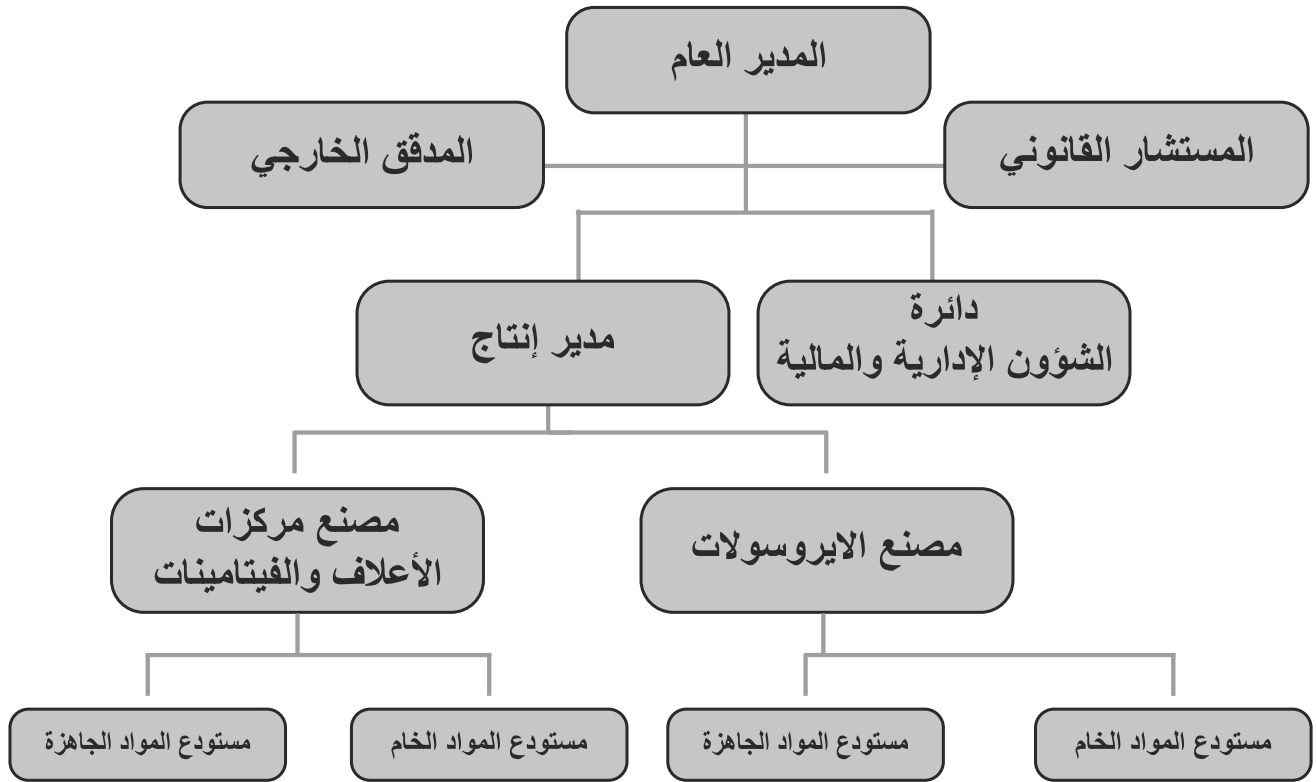 المدير العام
المستشار القانوني
المدقق الخارجي
دائرة
الشؤون الإدارية والمالية
مدير إنتاج
مصنع الايروسولات
مصنع مركزات
الأعلاف والفيتامينات
مستودع المواد الخام
مستودع المواد الجاهزة
مستودع المواد الخام
مستودع المواد الجاهزة